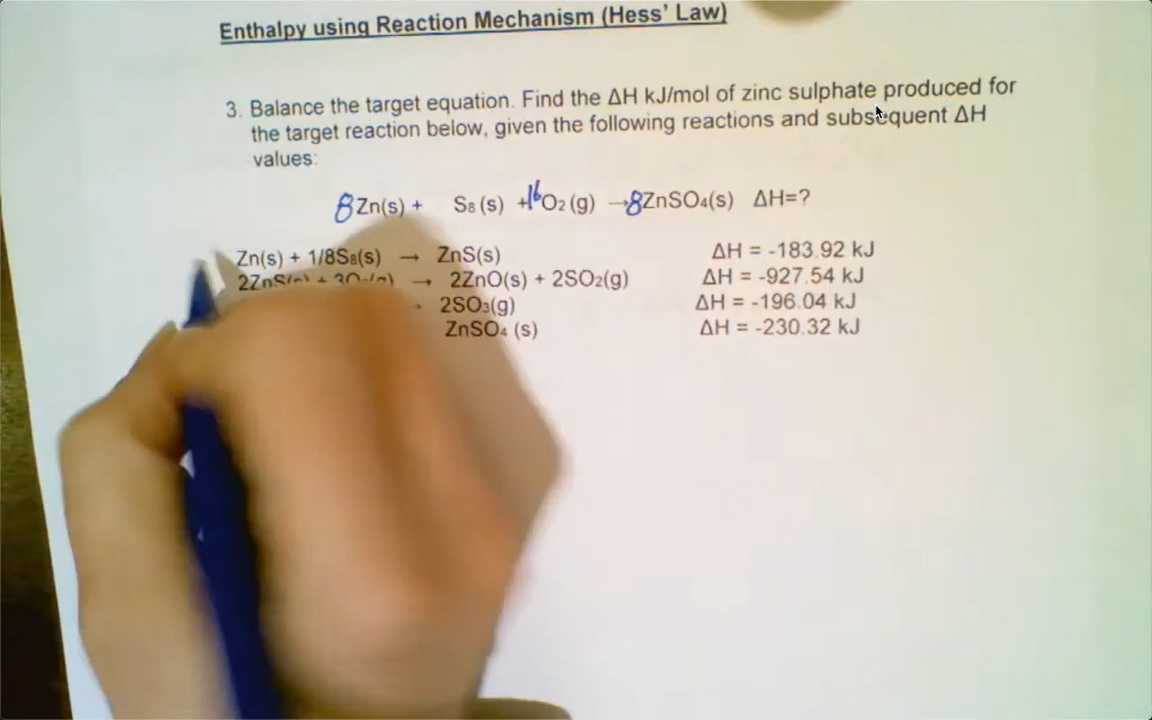 Enthalpy using Reaction Mechanism (Hess' Law)
3. Balance the target equation. Find the ΔH kJ/mol of zinc sulphate produced for
the target reaction below, given the following reactions and subsequent ΔH
values:
8Zn(s) + S₈ (s) +16O₂ (g) →8ZnSO₄(s) ΔH=?
Zn(s) + 1/8S₈(s) → ZnS(s) ΔH = -183.92 kJ
2ZnS(s) + 3O₂(g) → 2ZnO(s) + 2SO₂(g) ΔH = -927.54 kJ
2SO₃(g) ΔH = -196.04 kJ
ZnSO₄ (s) ΔH = -230.32 kJ